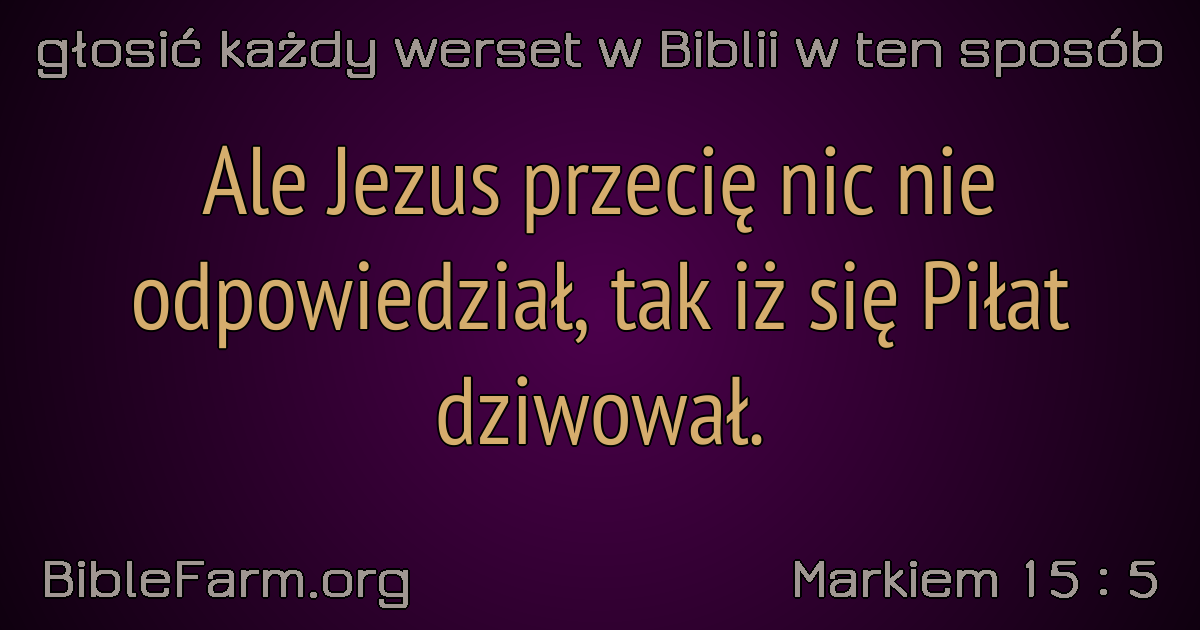 głosić każdy werset w Biblii w ten sposób
Ale Jezus przecię nic nie
odpowiedział, tak iż się Piłat
dziwował.
BibleFarm.org
Markiem 15 : 5